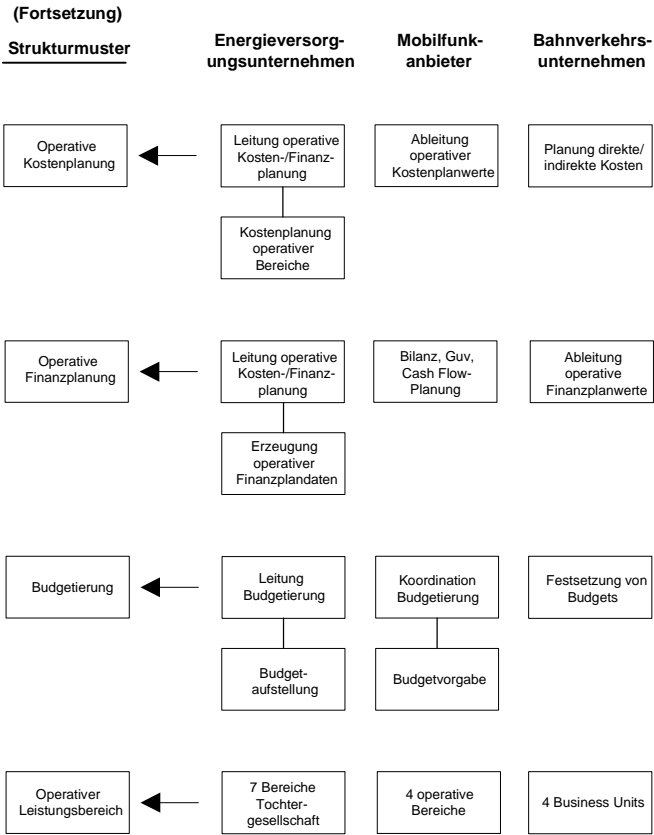 (Fortsetzung)
Strukturmuster
Energieversorg-
ungsunternehmen
Mobilfunk-
anbieter
Bahnverkehrs-
unternehmen
Operative
Kostenplanung
Leitung operative
Kosten-/Finanz-
planung
Ableitung
operativer
Kostenplanwerte
Planung direkte/
indirekte Kosten
Kostenplanung
operativer
Bereiche
Operative
Finanzplanung
Leitung operative
Kosten-/Finanz-
planung
Bilanz, Guv,
Cash Flow-
Planung
Ableitung
operative
Finanzplanwerte
Erzeugung
operativer
Finanzplandaten
Budgetierung
Leitung
Budgetierung
Koordination
Budgetierung
Festsetzung von
Budgets
Budget-
aufstellung
Budgetvorgabe
Operativer
Leistungsbereich
7 Bereiche
Tochter-
gesellschaft
4 operative
Bereiche
4 Business Units